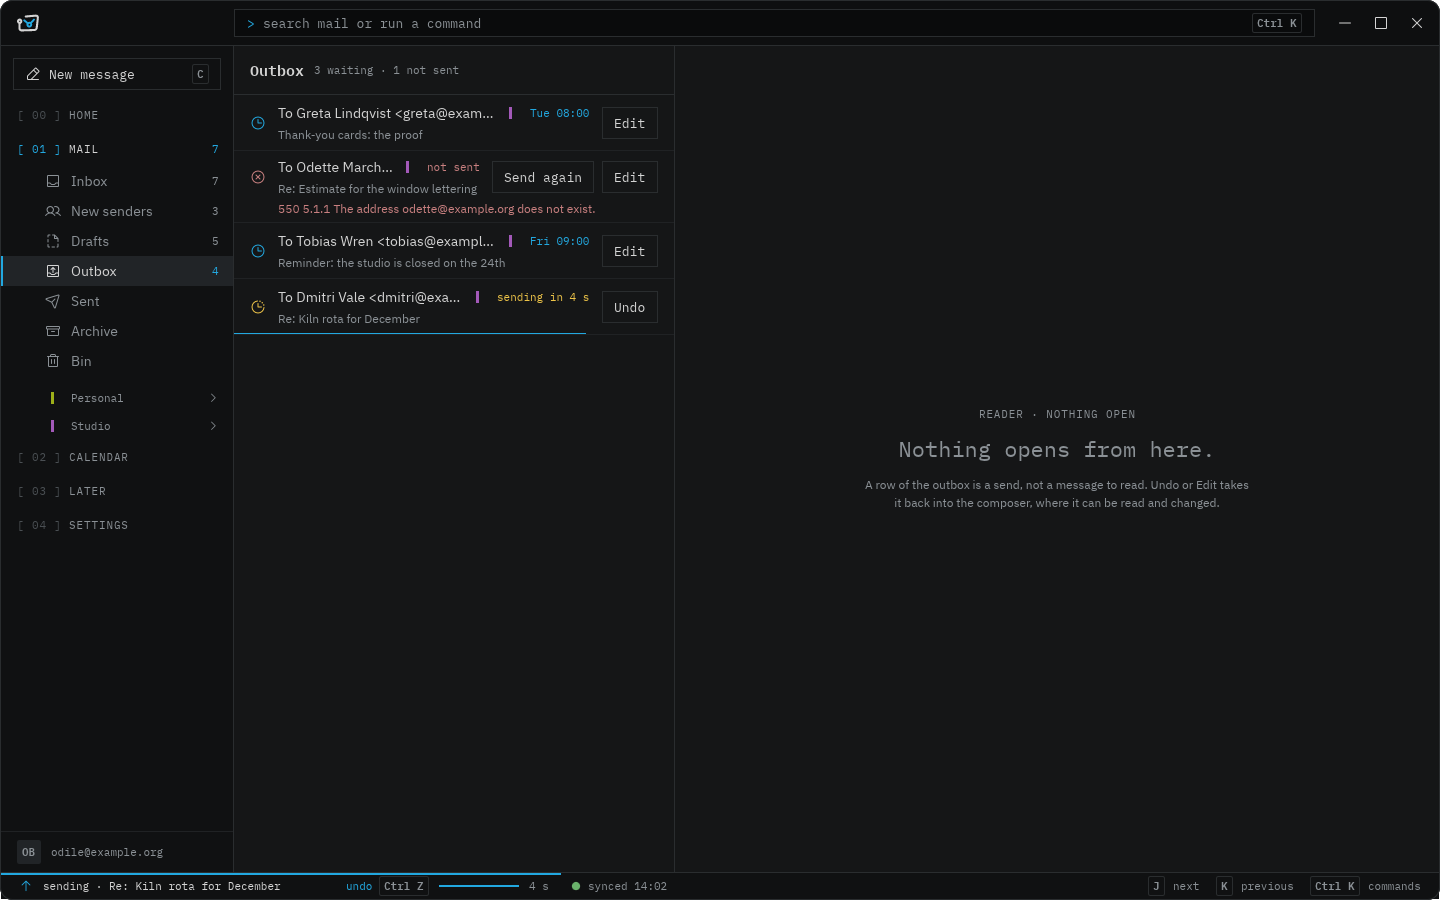 > search mail or run a command Ctrl K
New message C
[ 00 ] HOME
[ 01 ] MAIL 7
Inbox 7
New senders 3
Drafts 5
Outbox 4
Sent
Archive
Bin
Personal
Studio
[ 02 ] CALENDAR
[ 03 ] LATER
[ 04 ] SETTINGS
OB odile@example.org
Outbox 3 waiting · 1 not sent
To Greta Lindqvist <greta@exam... Tue 08:00 Edit
Thank-you cards: the proof
To Odette March... not sent Send again Edit
Re: Estimate for the window lettering
550 5.1.1 The address odette@example.org does not exist.
To Tobias Wren <tobias@exampl... Fri 09:00 Edit
Reminder: the studio is closed on the 24th
To Dmitri Vale <dmitri@exa... sending in 4 s Undo
Re: Kiln rota for December
READER · NOTHING OPEN
Nothing opens from here.
A row of the outbox is a send, not a message to read. Undo or Edit takes
it back into the composer, where it can be read and changed.
sending · Re: Kiln rota for December undo Ctrl Z 4 s synced 14:02 J next K previous Ctrl K commands